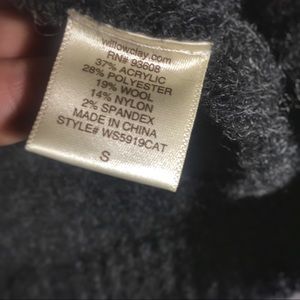 willowclay.com
RN# 93608
37% ACRYLIC
28% POLYESTER
19% WOOL
14% NYLON
2% SPANDEX
MADE IN CHINA
STYLE# WS5919CAT
S